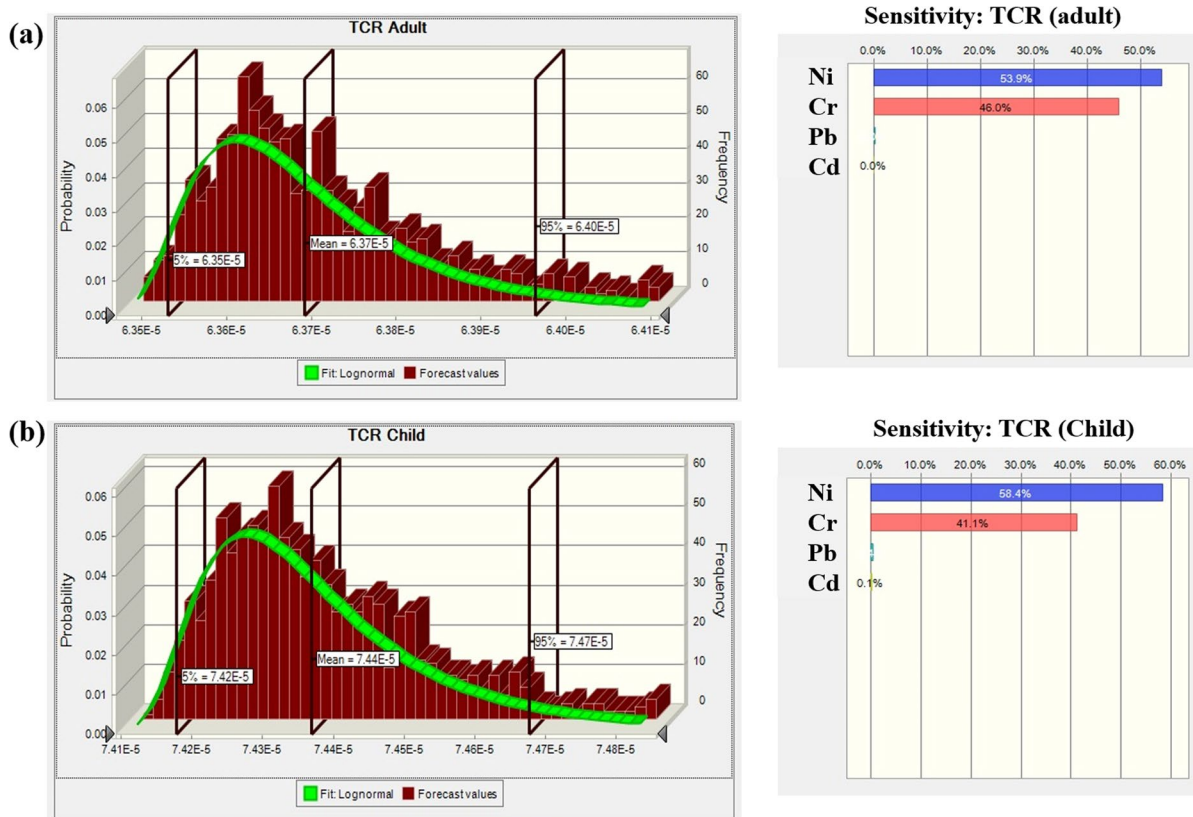 (a)
TCR Adult
Probability
0.06
0.05
0.04
0.03
0.02
0.01
0.00
60
50
40
30
20
10
0
Frequency
5% = 6.35E-5
Mean = 6.37E-5
95% = 6.40E-5
6.35E-5 6.36E-5 6.37E-5 6.38E-5 6.39E-5 6.40E-5 6.41E-5
Fit: Lognormal Forecast values
Sensitivity: TCR (adult)
0.0% 10.0% 20.0% 30.0% 40.0% 50.0%
Ni 53.9%
Cr 46.0%
Pb
Cd 0.0%
(b)
TCR Child
Probability
0.06
0.05
0.04
0.03
0.02
0.01
0.00
60
50
40
30
20
10
0
Frequency
5% = 7.42E-5
Mean = 7.44E-5
95% = 7.47E-5
7.41E-5 7.42E-5 7.43E-5 7.44E-5 7.45E-5 7.46E-5 7.47E-5 7.48E-5
Fit: Lognormal Forecast values
Sensitivity: TCR (Child)
0.0% 10.0% 20.0% 30.0% 40.0% 50.0% 60.0%
Ni 58.4%
Cr 41.1%
Pb
Cd 0.1%